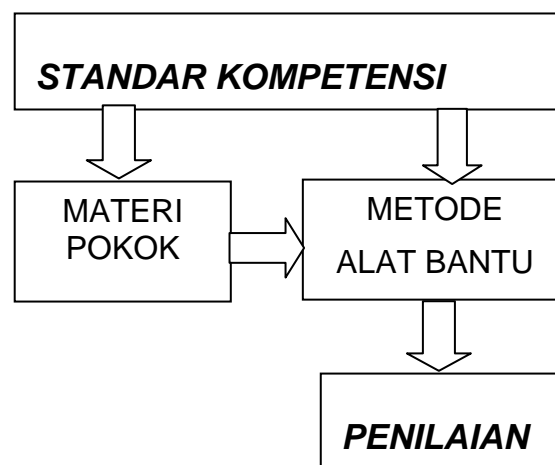 STANDAR KOMPETENSI
MATERI
POKOK
METODE
ALAT BANTU
PENILAIAN